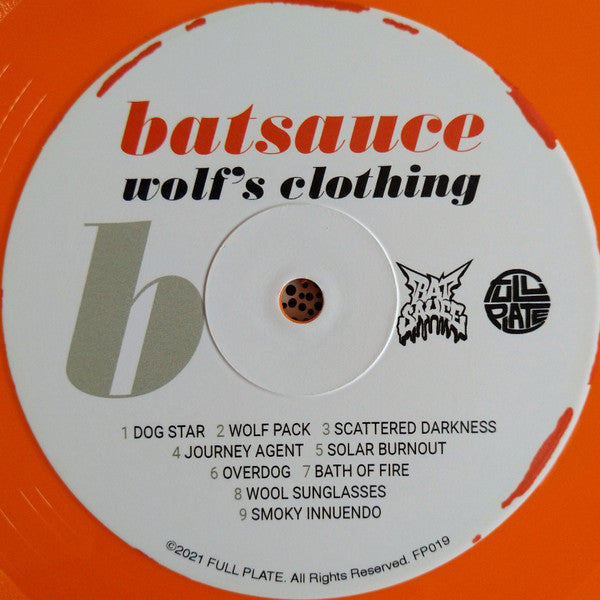 batsauce
wolf's clothing
b
BAT
SAUCE
FULL
PLATE
1 DOG STAR 2 WOLF PACK 3 SCATTERED DARKNESS
4 JOURNEY AGENT 5 SOLAR BURNOUT
6 OVERDOG 7 BATH OF FIRE
8 WOOL SUNGLASSES
9 SMOKY INNUENDO
©2021 FULL PLATE. All Rights Reserved. FP019